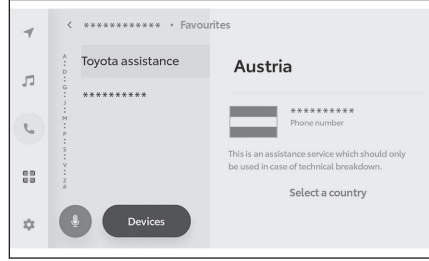 < ************ • Favourites
A
•
D
•
G
•
J
•
M
•
P
•
S
•
V
•
Z
#
Toyota assistance
**********
Devices
Austria
**********
Phone number
This is an assistance service which should only
be used in case of technical breakdown.
Select a country